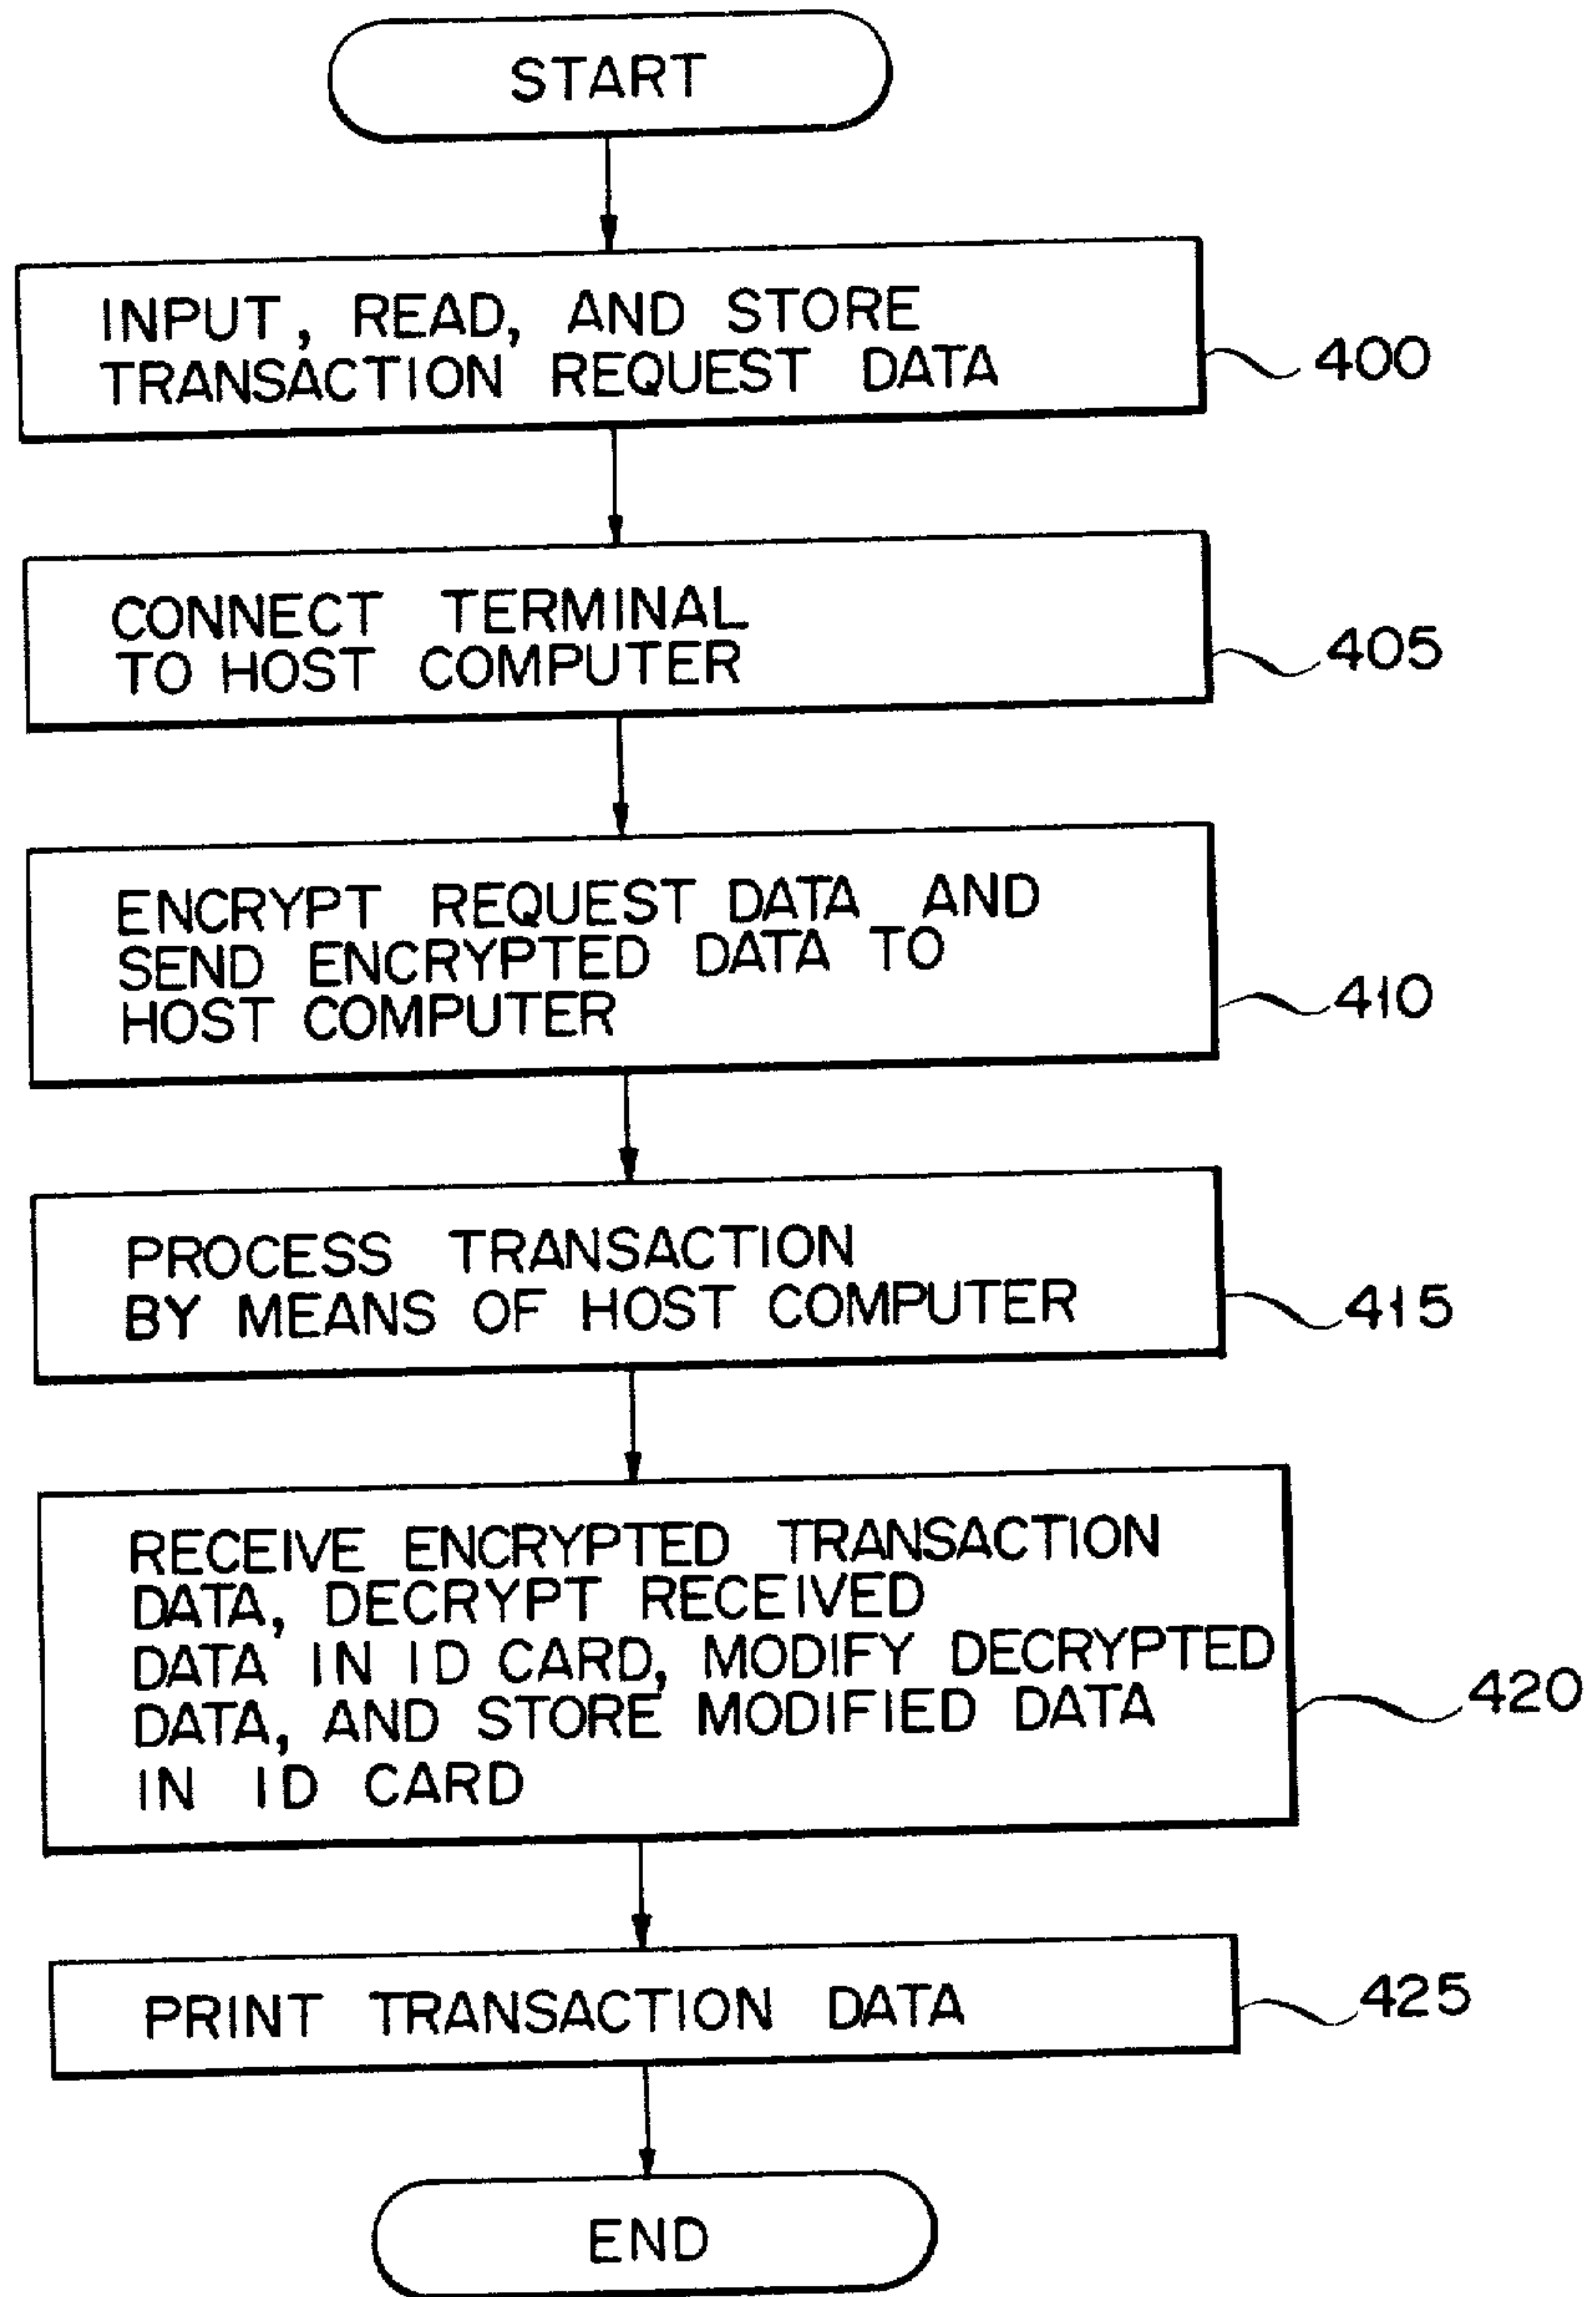 START
INPUT, READ, AND STORE
TRANSACTION REQUEST DATA
400
CONNECT TERMINAL
TO HOST COMPUTER
405
ENCRYPT REQUEST DATA AND
SEND ENCRYPTED DATA TO
HOST COMPUTER
410
PROCESS TRANSACTION
BY MEANS OF HOST COMPUTER
415
RECEIVE ENCRYPTED TRANSACTION
DATA, DECRYPT RECEIVED
DATA IN ID CARD, MODIFY DECRYPTED
DATA, AND STORE MODIFIED DATA
IN ID CARD
420
PRINT TRANSACTION DATA
425
END